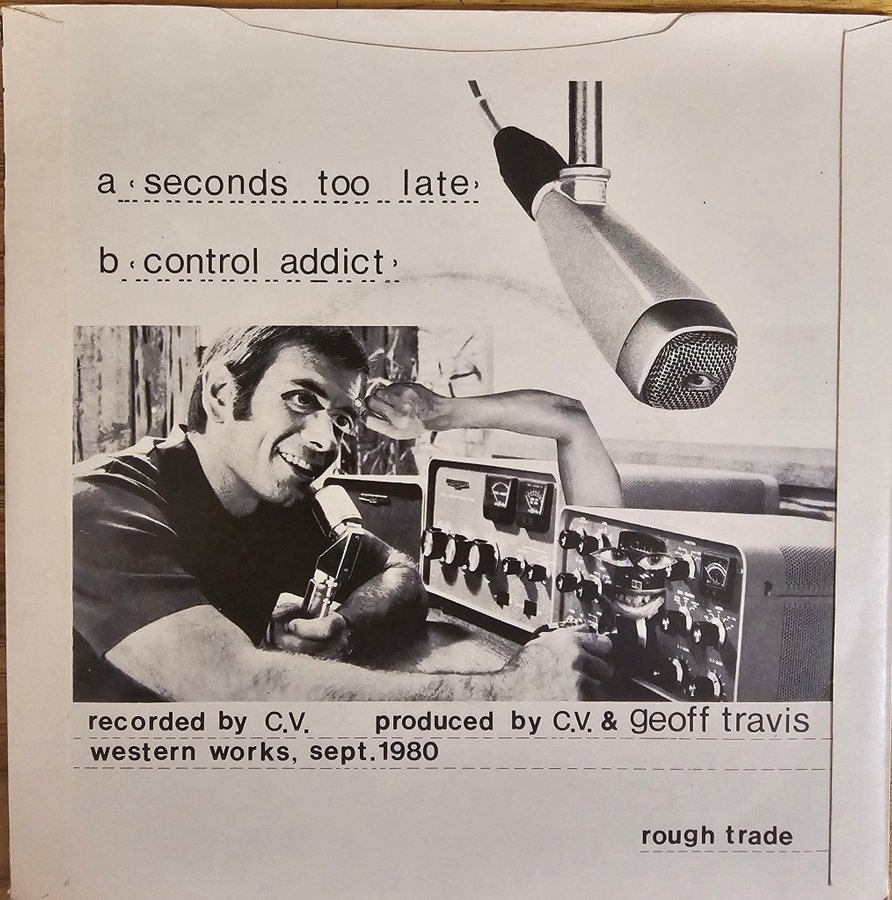 a ‹seconds too late›
b ‹control addict›
recorded by C.V. produced by C.V. & geoff travis
western works, sept.1980
rough trade